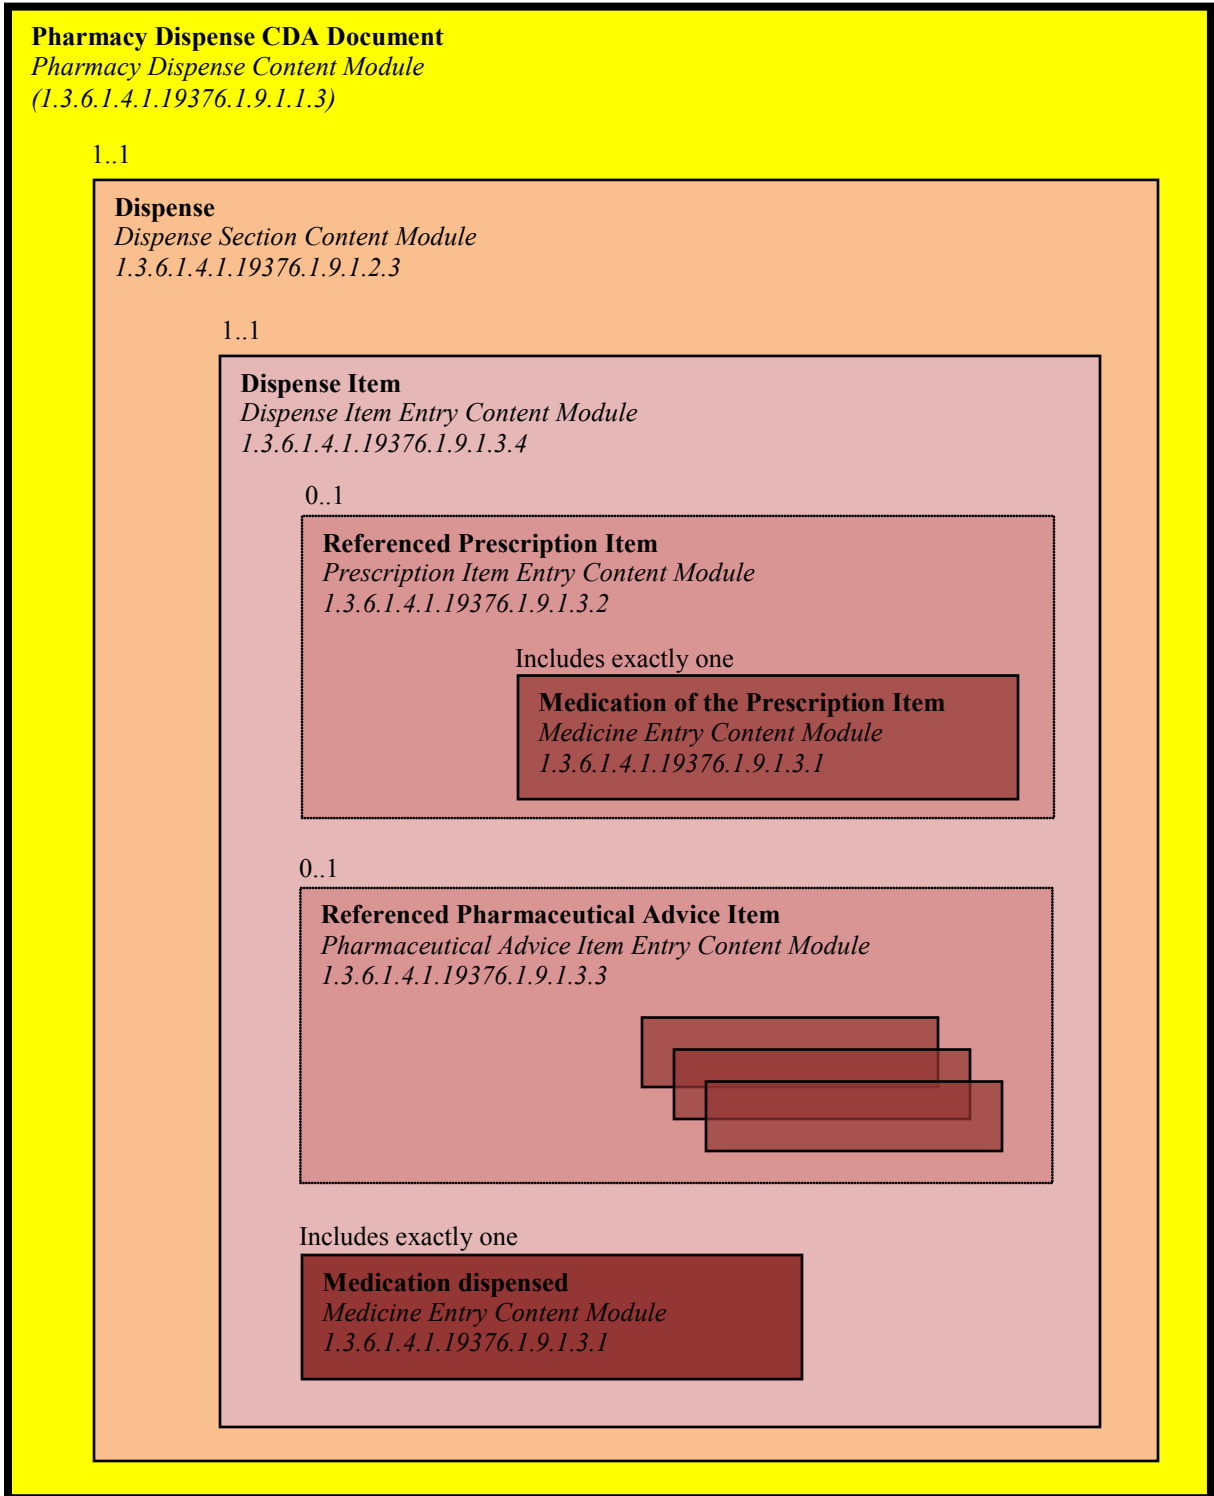 Pharmacy Dispense CDA Document
Pharmacy Dispense Content Module
(1.3.6.1.4.1.19376.1.9.1.1.3)
1..1
Dispense
Dispense Section Content Module
1.3.6.1.4.1.19376.1.9.1.2.3
1..1
Dispense Item
Dispense Item Entry Content Module
1.3.6.1.4.1.19376.1.9.1.3.4
0..1
Referenced Prescription Item
Prescription Item Entry Content Module
1.3.6.1.4.1.19376.1.9.1.3.2
Includes exactly one
Medication of the Prescription Item
Medicine Entry Content Module
1.3.6.1.4.1.19376.1.9.1.3.1
0..1
Referenced Pharmaceutical Advice Item
Pharmaceutical Advice Item Entry Content Module
1.3.6.1.4.1.19376.1.9.1.3.3
Includes exactly one
Medication dispensed
Medicine Entry Content Module
1.3.6.1.4.1.19376.1.9.1.3.1